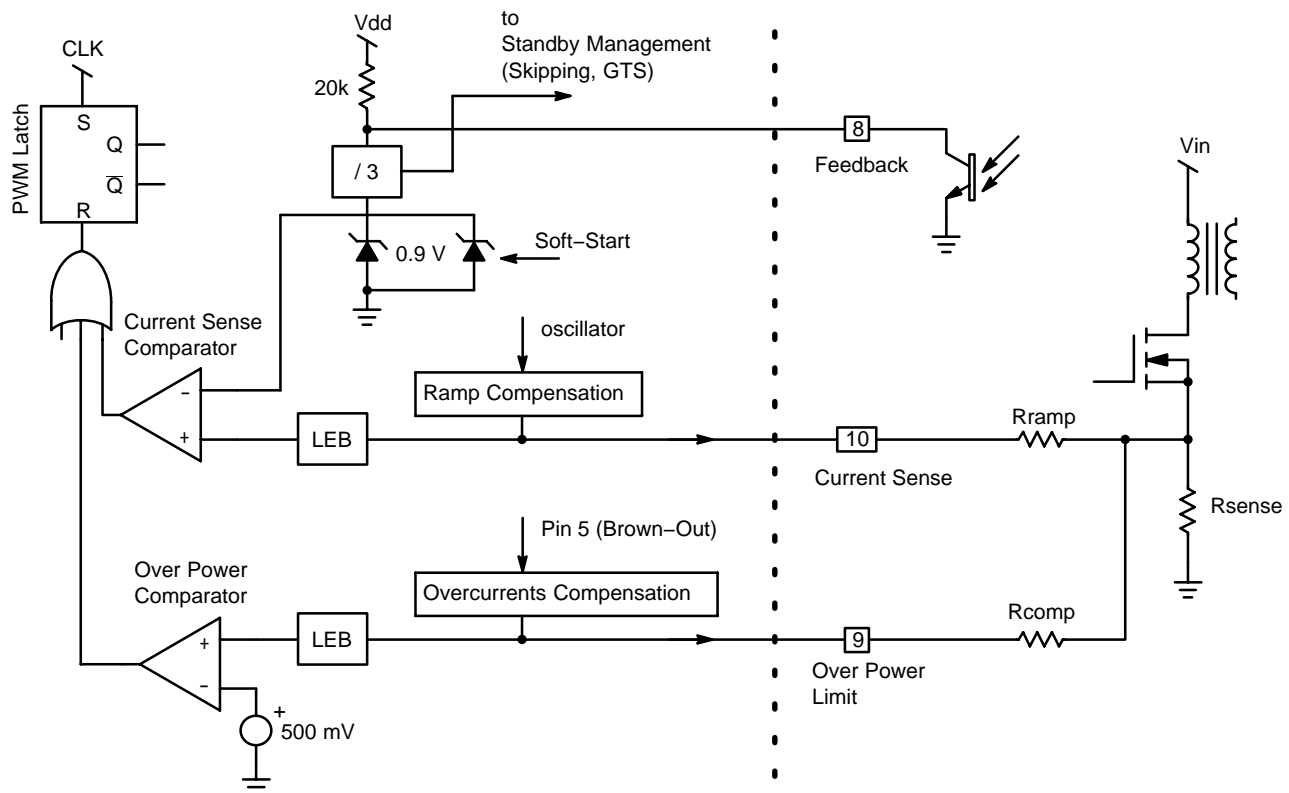 Vdd
to
Standby Management
(Skipping, GTS)
CLK
20k
PWM Latch
S
Q
Q̅
R
/ 3
8
Feedback
Vin
0.9 V
Soft−Start
Current Sense
Comparator
oscillator
Ramp Compensation
-
+
LEB
10
Current Sense
Rramp
Rsense
Pin 5 (Brown−Out)
Over Power
Comparator
Overcurrents Compensation
Rcomp
+
-
LEB
9
Over Power
Limit
+
500 mV